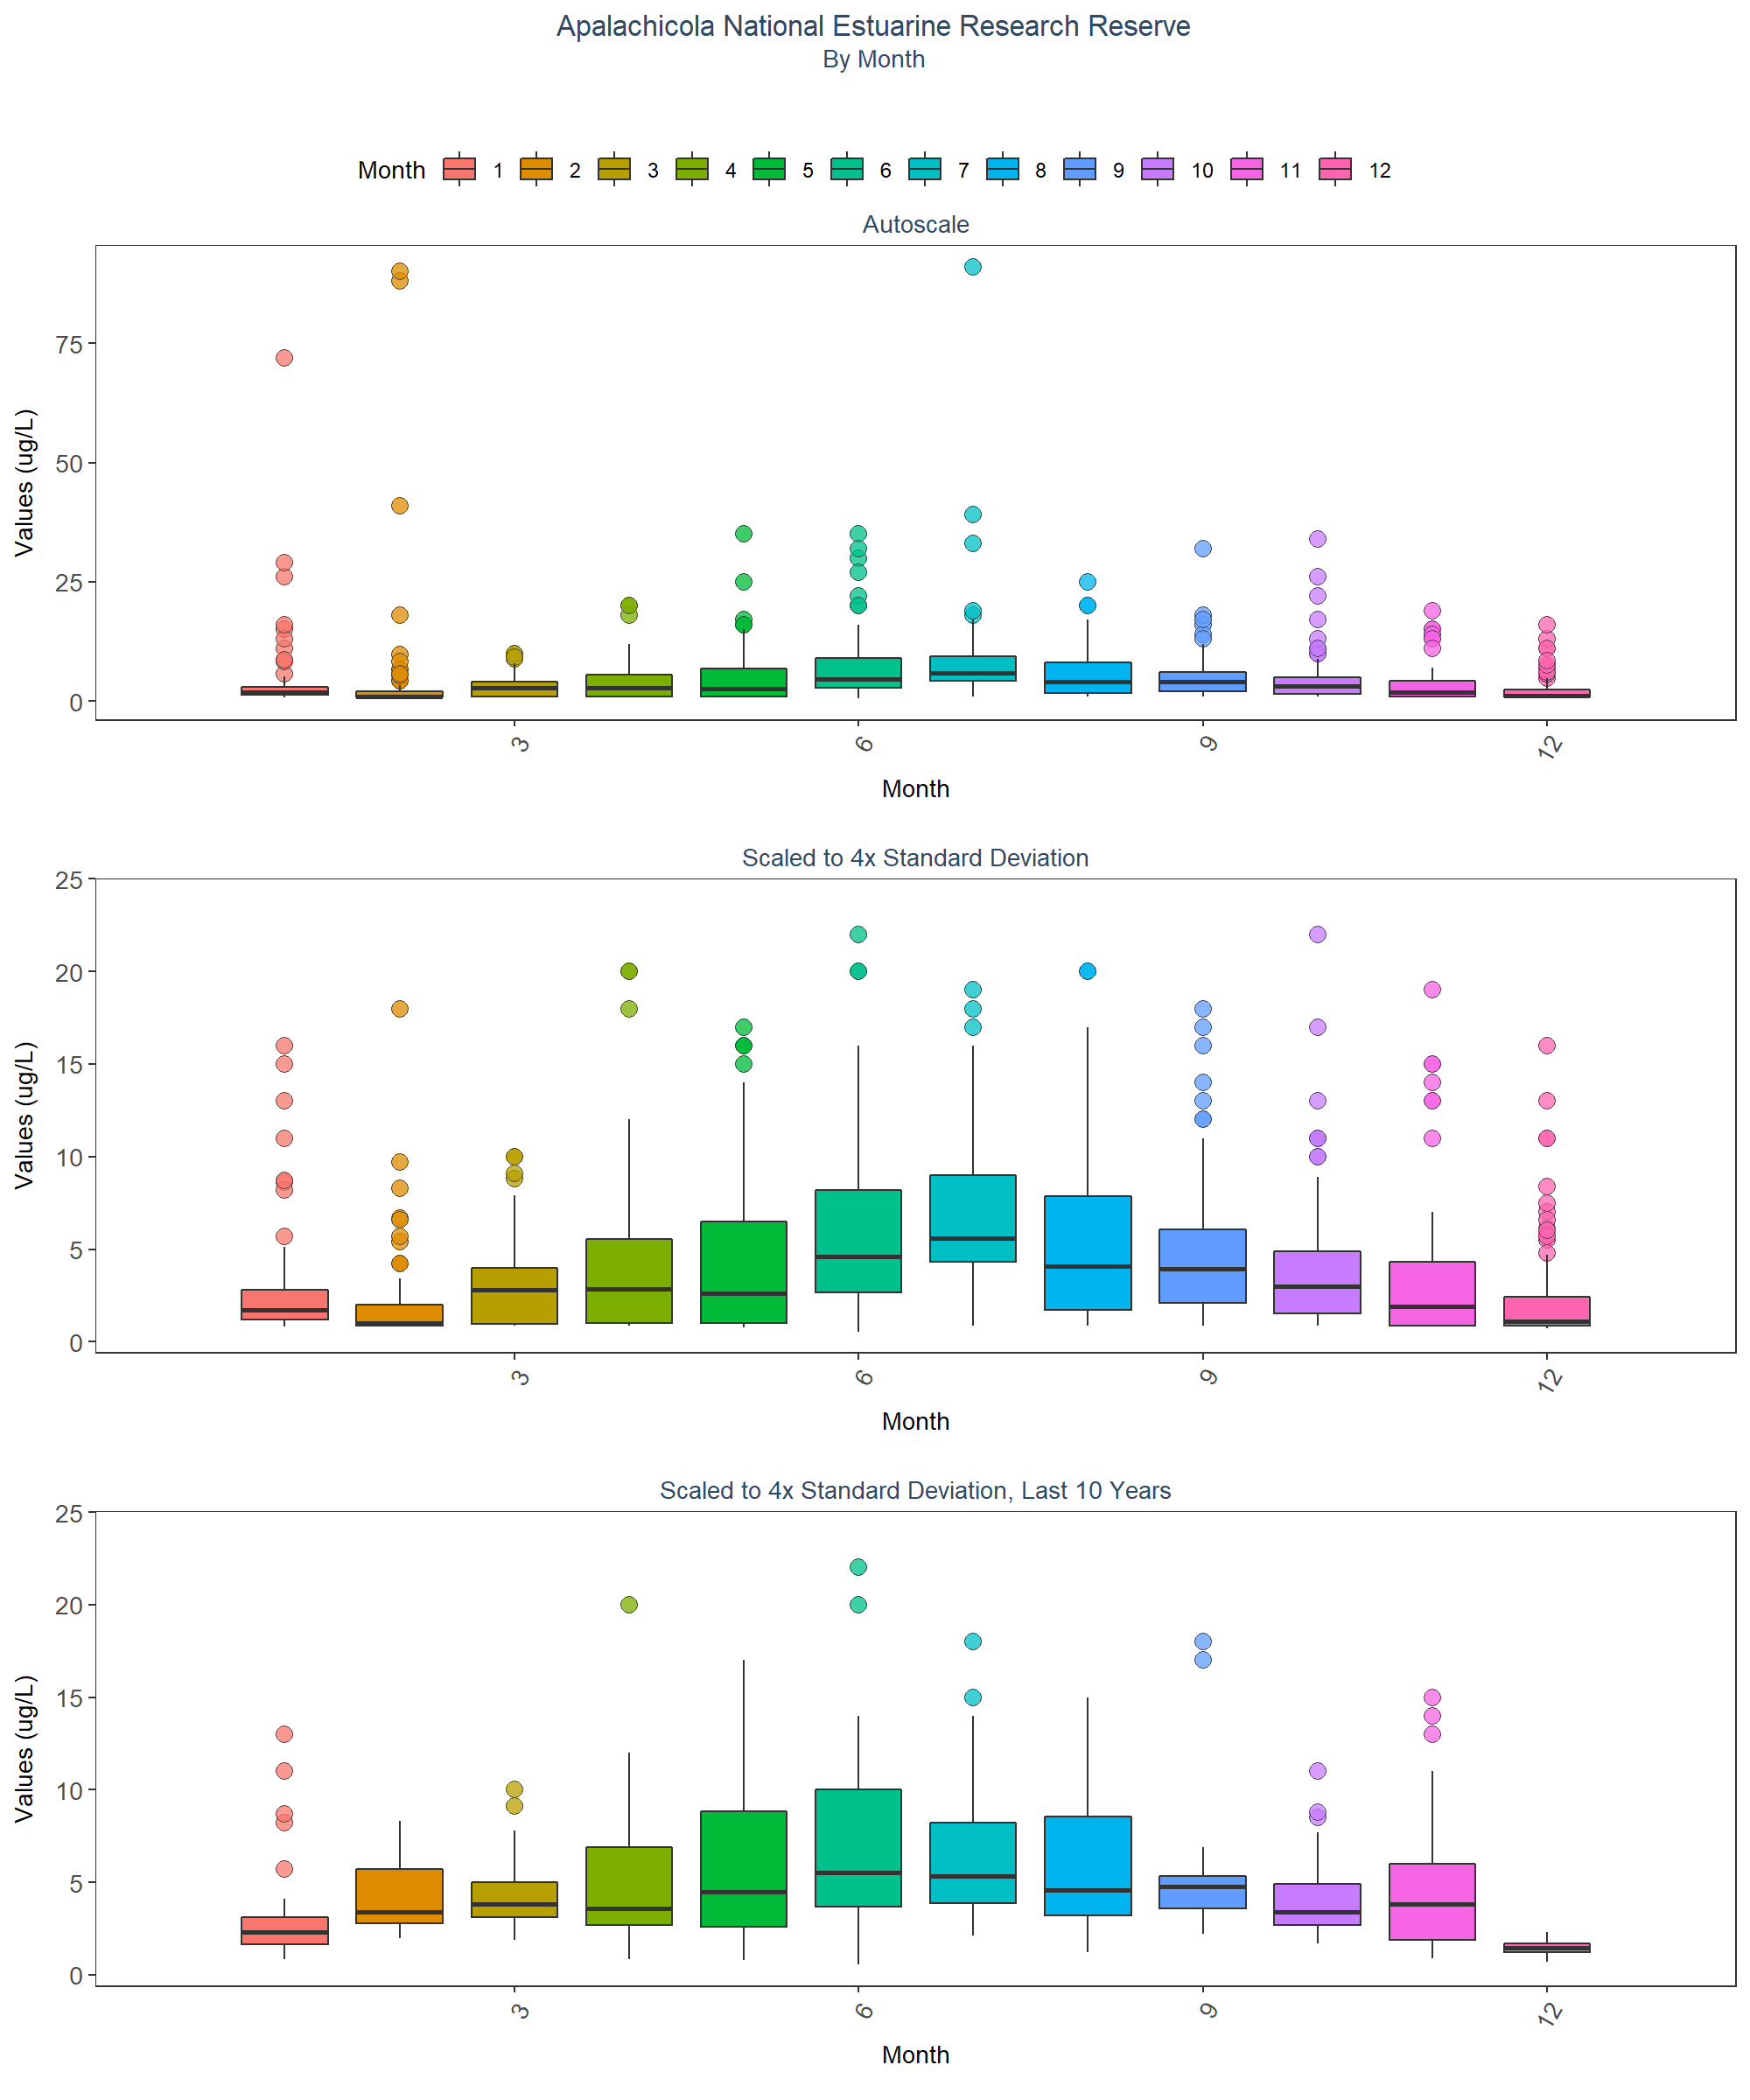 Apalachicola National Estuarine Research Reserve
By Month
Month 1 2 3 4 5 6 7 8 9 10 11 12
Autoscale
Values (ug/L)
75
50
25
0
3 6 9 12
Month
Scaled to 4x Standard Deviation
Values (ug/L)
25
20
15
10
5
0
3 6 9 12
Month
Scaled to 4x Standard Deviation, Last 10 Years
Values (ug/L)
25
20
15
10
5
0
3 6 9 12
Month